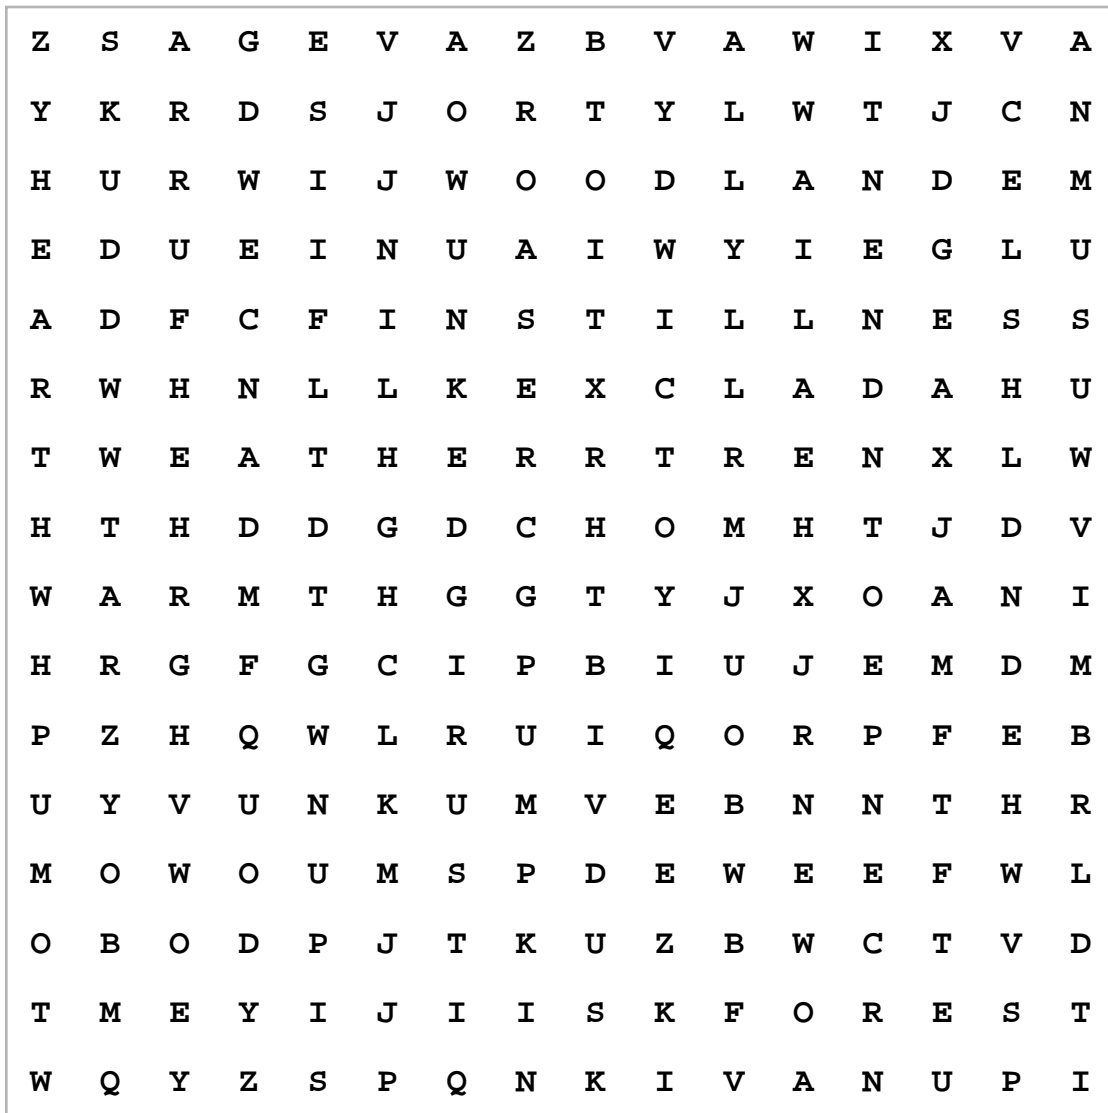 Z S A G E V A Z B V A W I X V A
Y K R D S J O R T Y L W T J C N
H U R W I J W O O D L A N D E M
E D U E I N U A I W Y I E G L U
A D F C F I N S T I L L N E S S
R W H N L L K E X C L A D A H U
T W E A T H E R R T R E N X L W
H T H D D G D C H O M H T J D V
W A R M T H G G T Y J X O A N I
H R G F G C I P B I U J E M D M
P Z H Q W L R U I Q O R P F E B
U Y V U N K U M V E B N N T H R
M O W O U M S P D E W E E F W L
O B O D P J T K U Z B W C T V D
T M E Y I J I I S K F O R E S T
W Q Y Z S P Q N K I V A N U P I